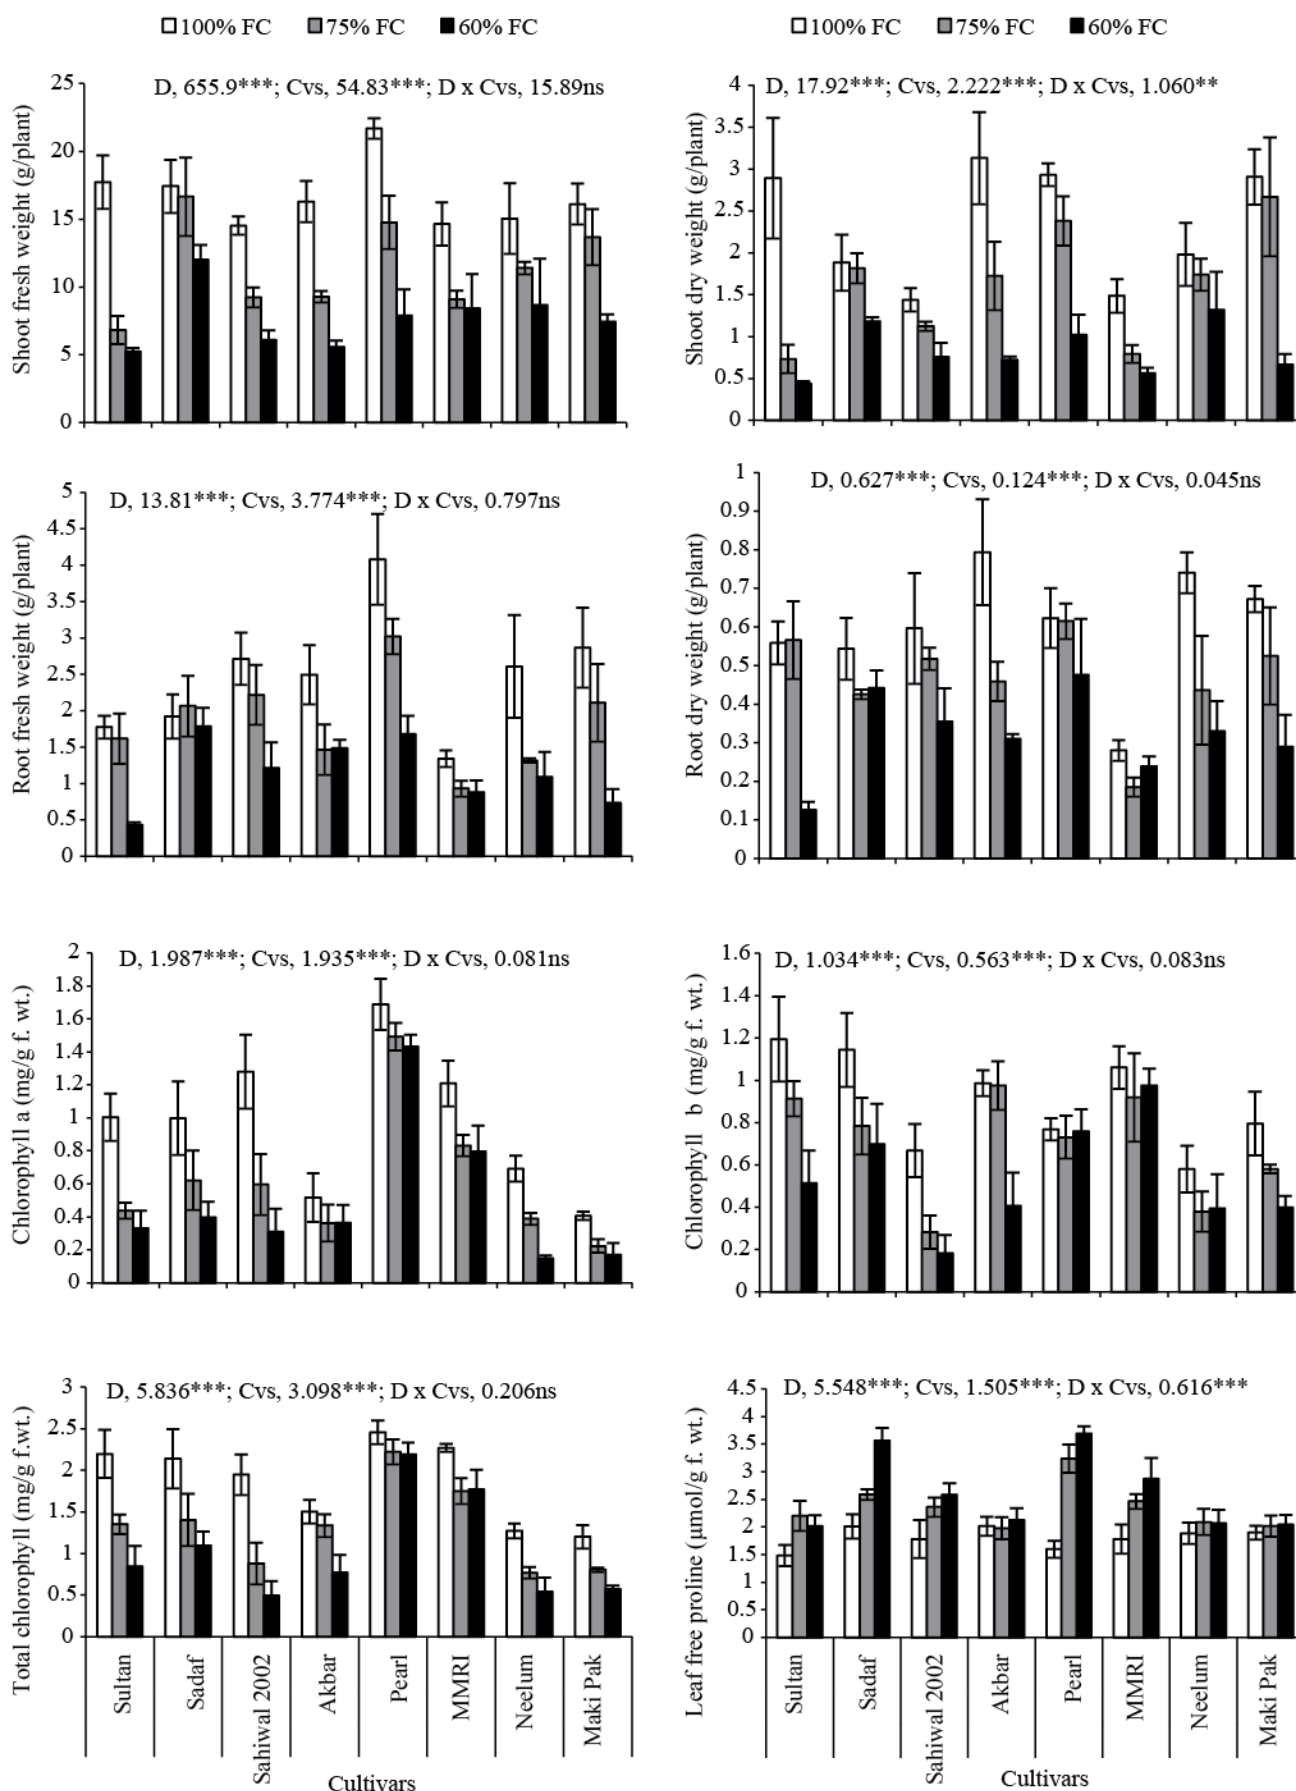 100% FC 75% FC 60% FC
100% FC 75% FC 60% FC
D, 655.9***; Cvs, 54.83***; D x Cvs, 15.89ns
Shoot fresh weight (g/plant)
25
20
15
10
5
0
D, 17.92***; Cvs, 2.222***; D x Cvs, 1.060**
Shoot dry weight (g/plant)
4
3.5
3
2.5
2
1.5
1
0.5
0
D, 13.81***; Cvs, 3.774***; D x Cvs, 0.797ns
Root fresh weight (g/plant)
5
4.5
4
3.5
3
2.5
2
1.5
1
0.5
0
D, 0.627***; Cvs, 0.124***; D x Cvs, 0.045ns
Root dry weight (g/plant)
1
0.9
0.8
0.7
0.6
0.5
0.4
0.3
0.2
0.1
0
D, 1.987***; Cvs, 1.935***; D x Cvs, 0.081ns
Chlorophyll a (mg/g f. wt.)
2
1.8
1.6
1.4
1.2
1
0.8
0.6
0.4
0.2
0
D, 1.034***; Cvs, 0.563***; D x Cvs, 0.083ns
Chlorophyll b (mg/g f. wt.)
1.6
1.4
1.2
1
0.8
0.6
0.4
0.2
0
D, 5.836***; Cvs, 3.098***; D x Cvs, 0.206ns
Total chlorophyll (mg/g f.wt.)
3
2.5
2
1.5
1
0.5
0
Sultan
Sadaf
Sahiwal 2002
Akbar
Pearl
MMRI
Neelum
Maki Pak
Cultivars
D, 5.548***; Cvs, 1.505***; D x Cvs, 0.616***
Leaf free proline (µmol/g f. wt.)
4.5
4
3.5
3
2.5
2
1.5
1
0.5
0
Sultan
Sadaf
Sahiwal 2002
Akbar
Pearl
MMRI
Neelum
Maki Pak
Cultivars